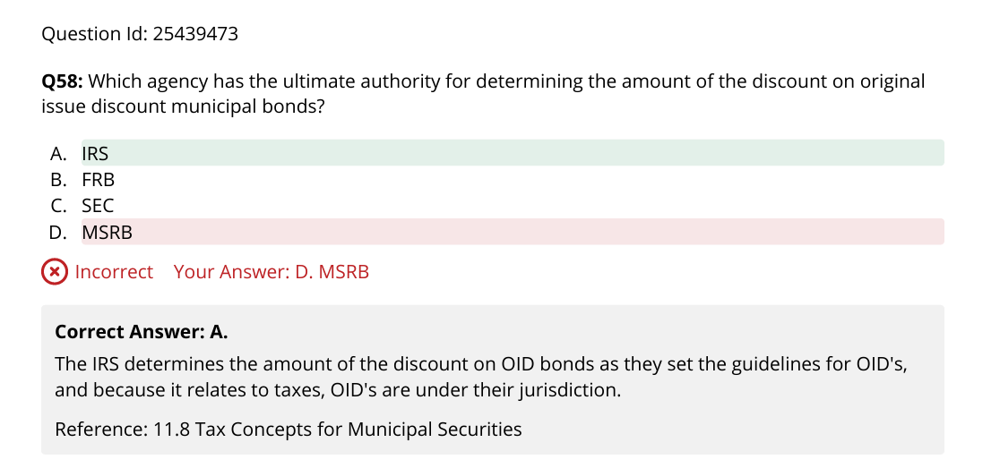 Question Id: 25439473
Q58: Which agency has the ultimate authority for determining the amount of the discount on original
issue discount municipal bonds?
A. IRS
B. FRB
C. SEC
D. MSRB
Incorrect Your Answer: D. MSRB
Correct Answer: A.
The IRS determines the amount of the discount on OID bonds as they set the guidelines for OID's,
and because it relates to taxes, OID's are under their jurisdiction.
Reference: 11.8 Tax Concepts for Municipal Securities